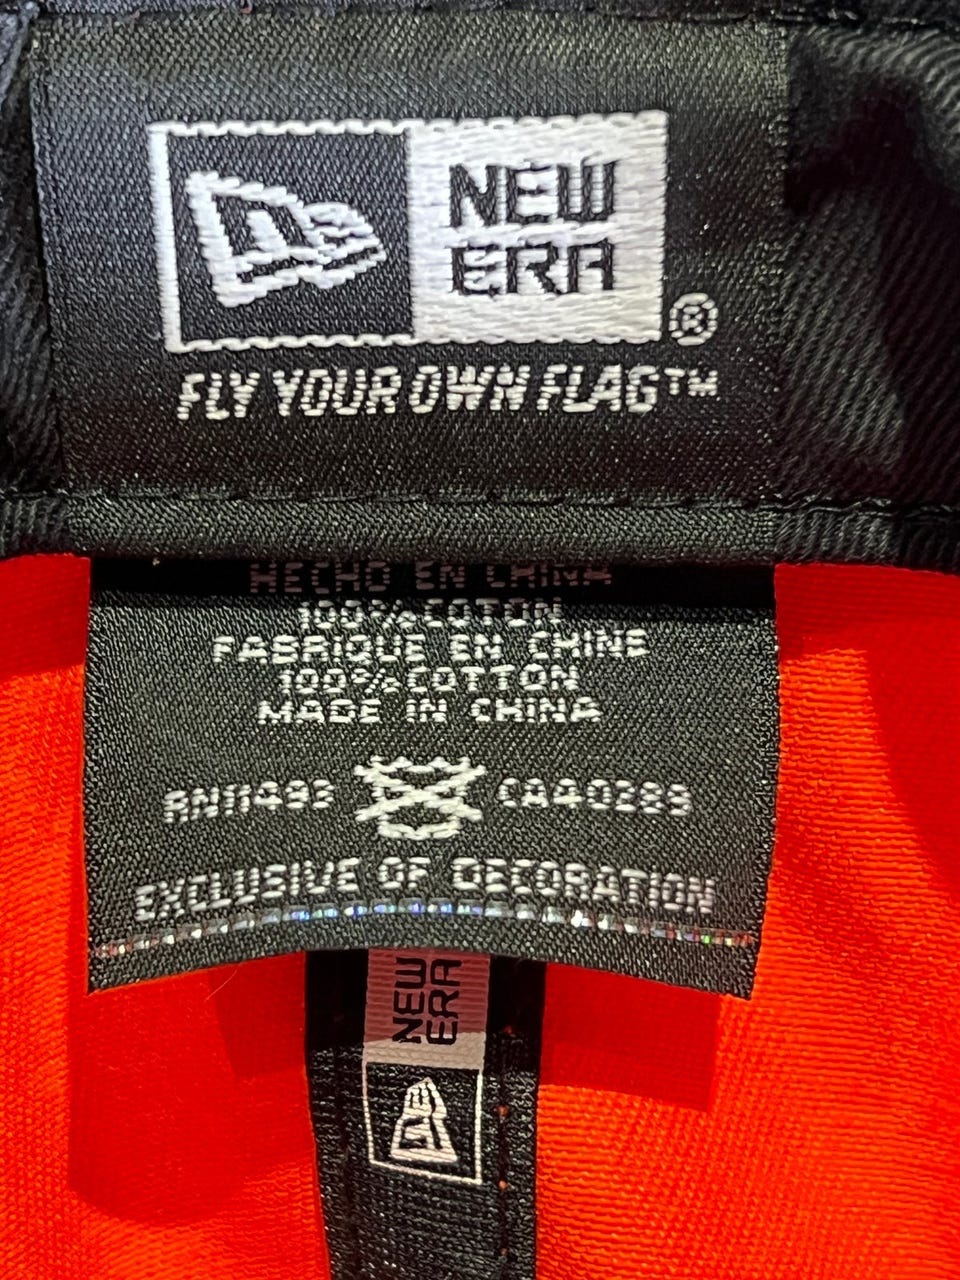 NEW
ERA
®
FLY YOUR OWN FLAG™
HECHO EN CHINA
100% COTON
FABRIQUE EN CHINE
100% COTTON
MADE IN CHINA
RN11493 CA40389
EXCLUSIVE OF DECORATION
NEW
ERA